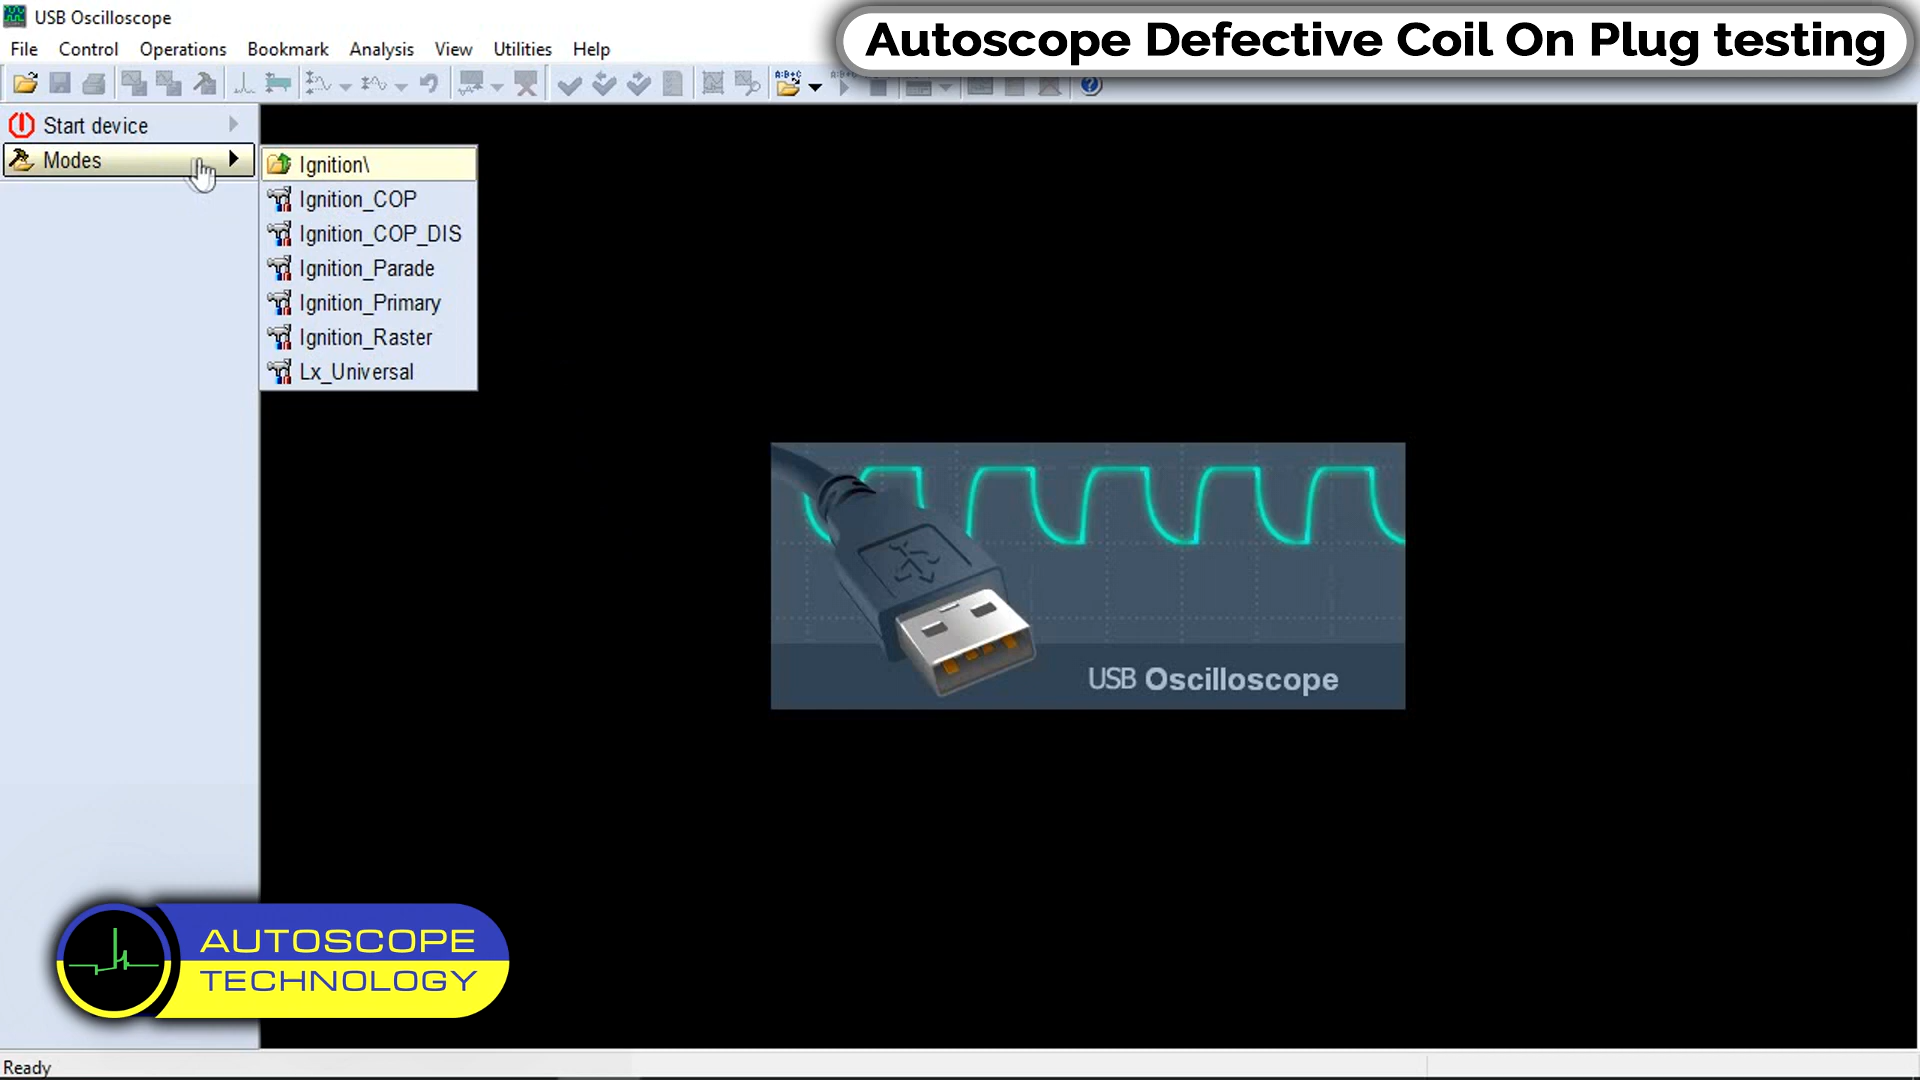 USB Oscilloscope
Autoscope Defective Coil On Plug testing
File Control Operations Bookmark Analysis View Utilities Help
A:B+C
Start device
Modes
Ignition\
Ignition_COP
Ignition_COP_DIS
Ignition_Parade
Ignition_Primary
Ignition_Raster
Lx_Universal
USB Oscilloscope
AUTOSCOPE
TECHNOLOGY
Ready